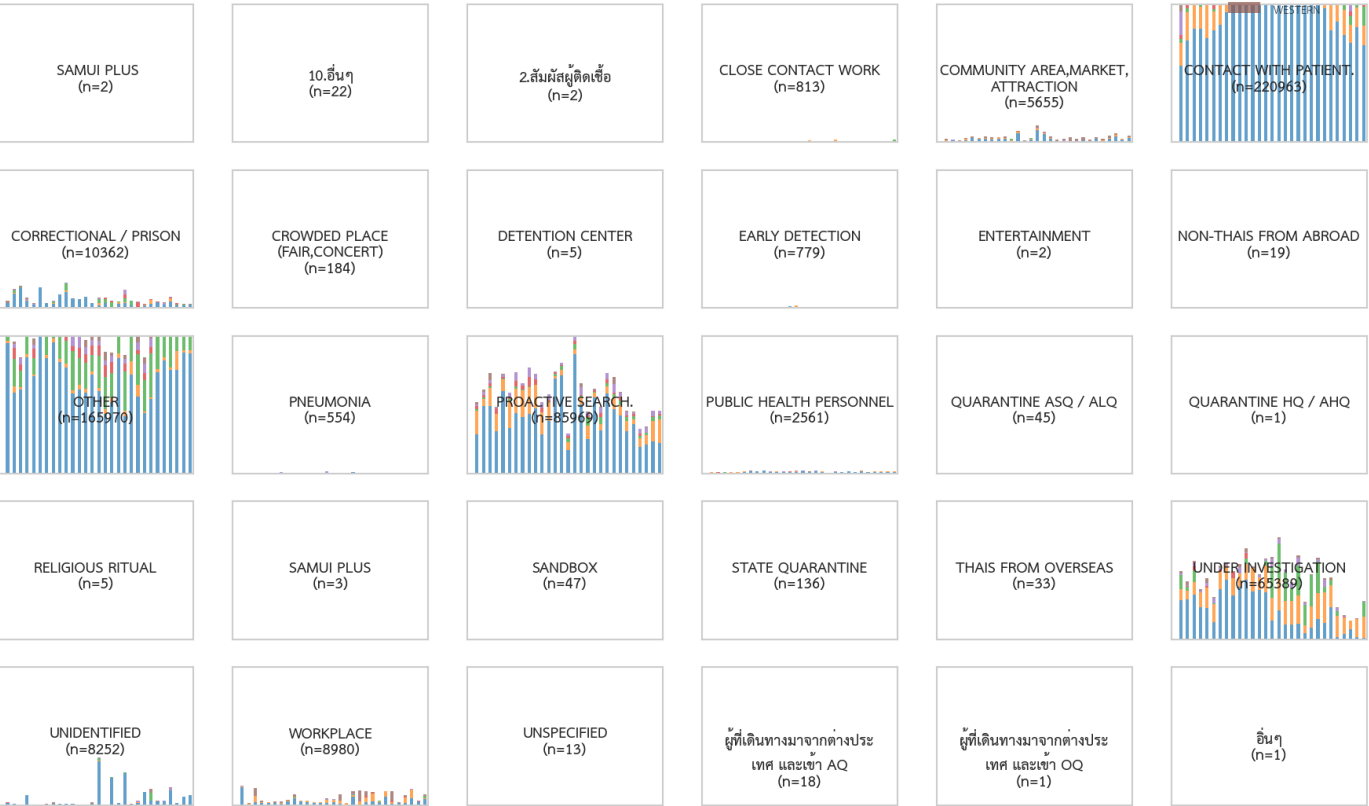 WESTERN
SAMUI PLUS
(n=2)
10.อื่นๆ
(n=22)
2.สัมผัสผู้ติดเชื้อ
(n=2)
CLOSE CONTACT WORK
(n=813)
COMMUNITY AREA,MARKET,
ATTRACTION
(n=5655)
CONTACT WITH PATIENT.
(n=220963)
CORRECTIONAL / PRISON
(n=10362)
CROWDED PLACE
(FAIR,CONCERT)
(n=184)
DETENTION CENTER
(n=5)
EARLY DETECTION
(n=779)
ENTERTAINMENT
(n=2)
NON-THAIS FROM ABROAD
(n=19)
OTHER
(n=165970)
PNEUMONIA
(n=554)
PROACTIVE SEARCH.
(n=85969)
PUBLIC HEALTH PERSONNEL
(n=2561)
QUARANTINE ASQ / ALQ
(n=45)
QUARANTINE HQ / AHQ
(n=1)
RELIGIOUS RITUAL
(n=5)
SAMUI PLUS
(n=3)
SANDBOX
(n=47)
STATE QUARANTINE
(n=136)
THAIS FROM OVERSEAS
(n=33)
UNDER INVESTIGATION
(n=65389)
UNIDENTIFIED
(n=8252)
WORKPLACE
(n=8980)
UNSPECIFIED
(n=13)
ผู้ที่เดินทางมาจากต่างประ
เทศ และเข้า AQ
(n=18)
ผู้ที่เดินทางมาจากต่างประ
เทศ และเข้า OQ
(n=1)
อิ่นๆ
(n=1)